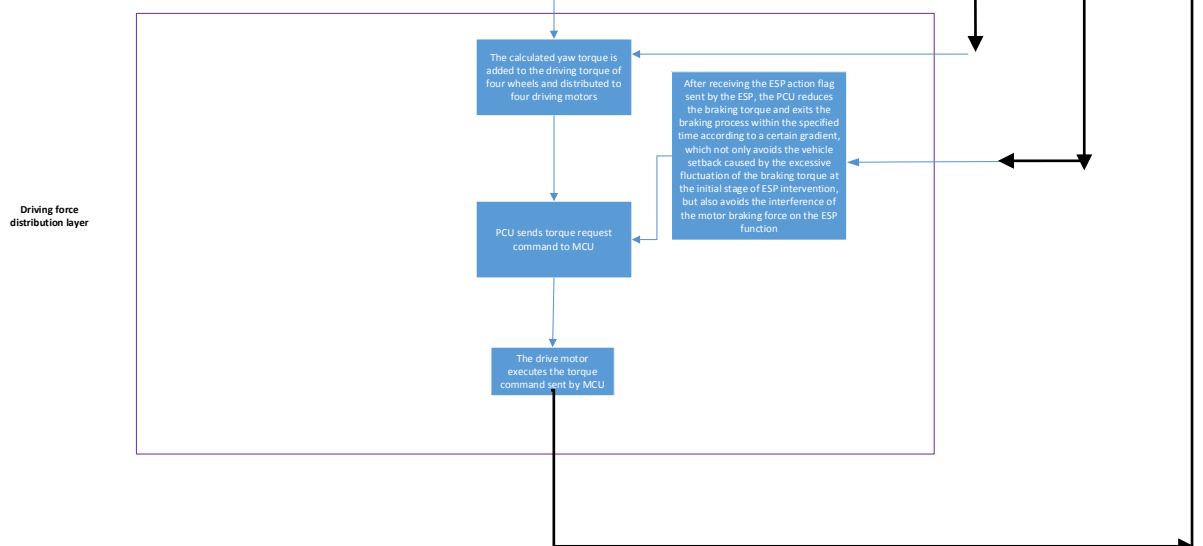 The calculated yaw torque is
added to the driving torque of
four wheels and distributed to
four driving motors
After receiving the ESP action flag
sent by the ESP, the PCU reduces
the braking torque and exits the
braking process within the specified
time according to a certain gradient,
which not only avoids the vehicle
setback caused by the excessive
fluctuation of the braking torque at
the initial stage of ESP intervention,
but also avoids the interference of
the motor braking force on the ESP
function
Driving force
distribution layer
PCU sends torque request
command to MCU
The drive motor
executes the torque
command sent by MCU